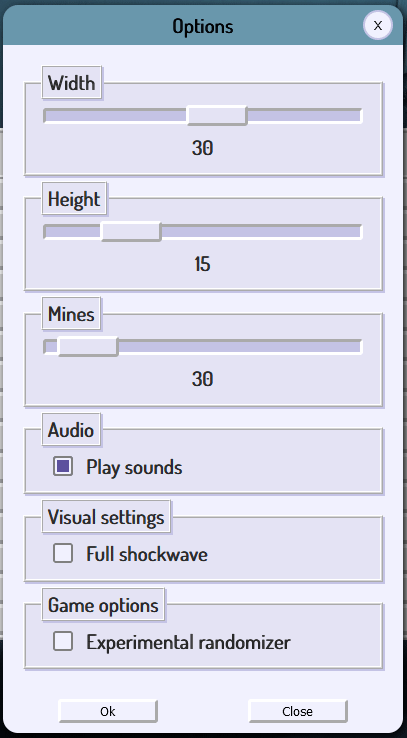 Options
X
Width
30
Height
15
Mines
30
Audio
Play sounds
Visual settings
Full shockwave
Game options
Experimental randomizer
Ok Close